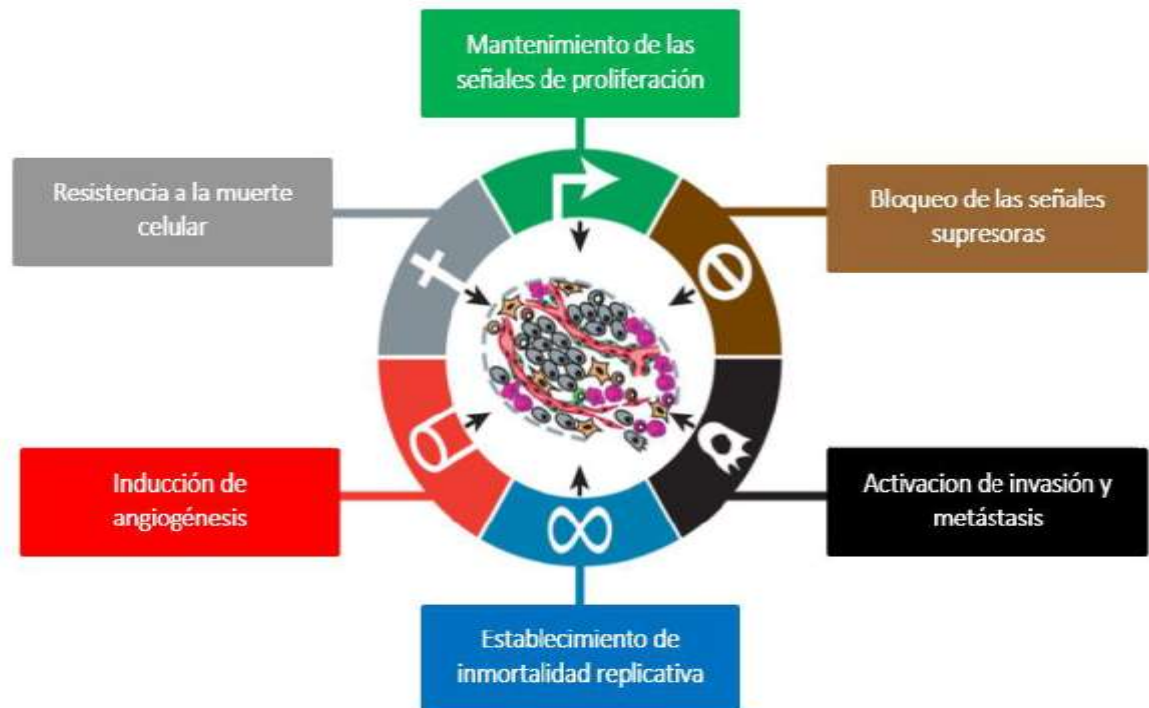 Mantenimiento de las
señales de proliferación
Resistencia a la muerte
celular
Bloqueo de las señales
supresoras
Inducción de
angiogénesis
Activacion de invasión y
metástasis
Establecimiento de
inmortalidad replicativa